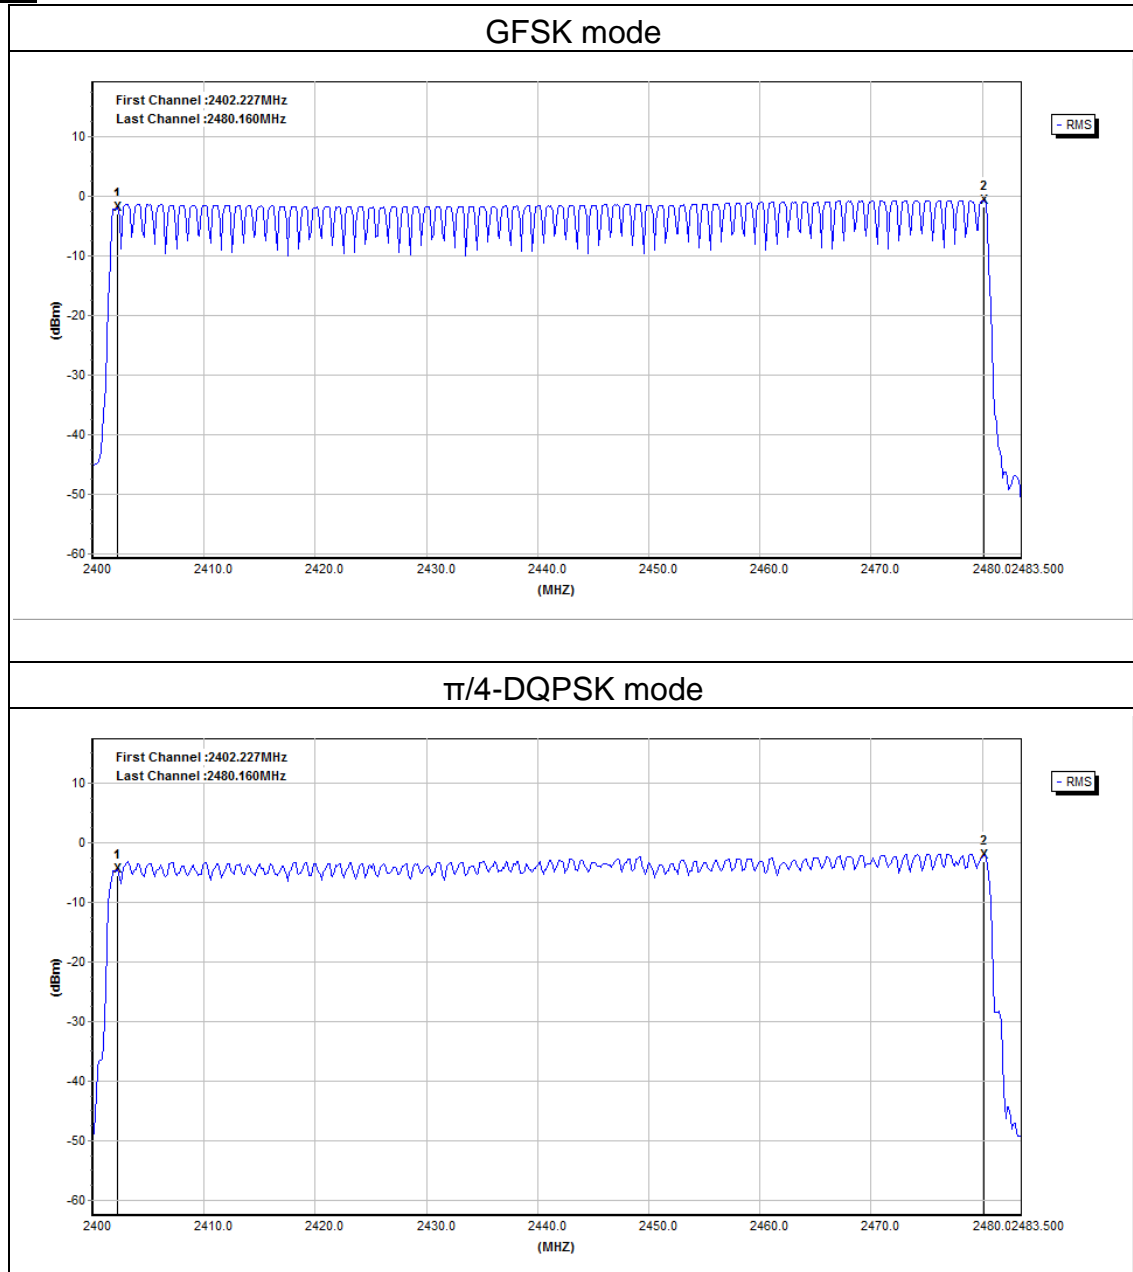 GFSK mode
First Channel :2402.227MHz
Last Channel :2480.160MHz
- RMS
10
0
-10
-20
-30
-40
-50
-60
(dBm)
1
2
2400 2410.0 2420.0 2430.0 2440.0 2450.0 2460.0 2470.0 2480.02483.500
(MHZ)
π/4-DQPSK mode
First Channel :2402.227MHz
Last Channel :2480.160MHz
- RMS
10
0
-10
-20
-30
-40
-50
-60
(dBm)
1
2
2400 2410.0 2420.0 2430.0 2440.0 2450.0 2460.0 2470.0 2480.02483.500
(MHZ)